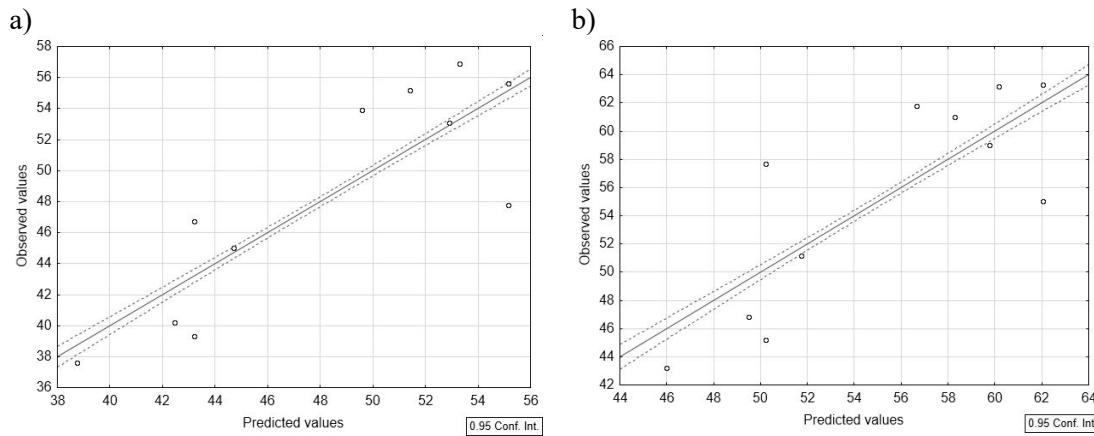 a)
58
56
54
52
50
48
46
44
42
40
38
36
Observed values
38 40 42 44 46 48 50 52 54 56
Predicted values
0.95 Conf. Int.
b)
66
64
62
60
58
56
54
52
50
48
46
44
42
Observed values
44 46 48 50 52 54 56 58 60 62 64
Predicted values
0.95 Conf. Int.